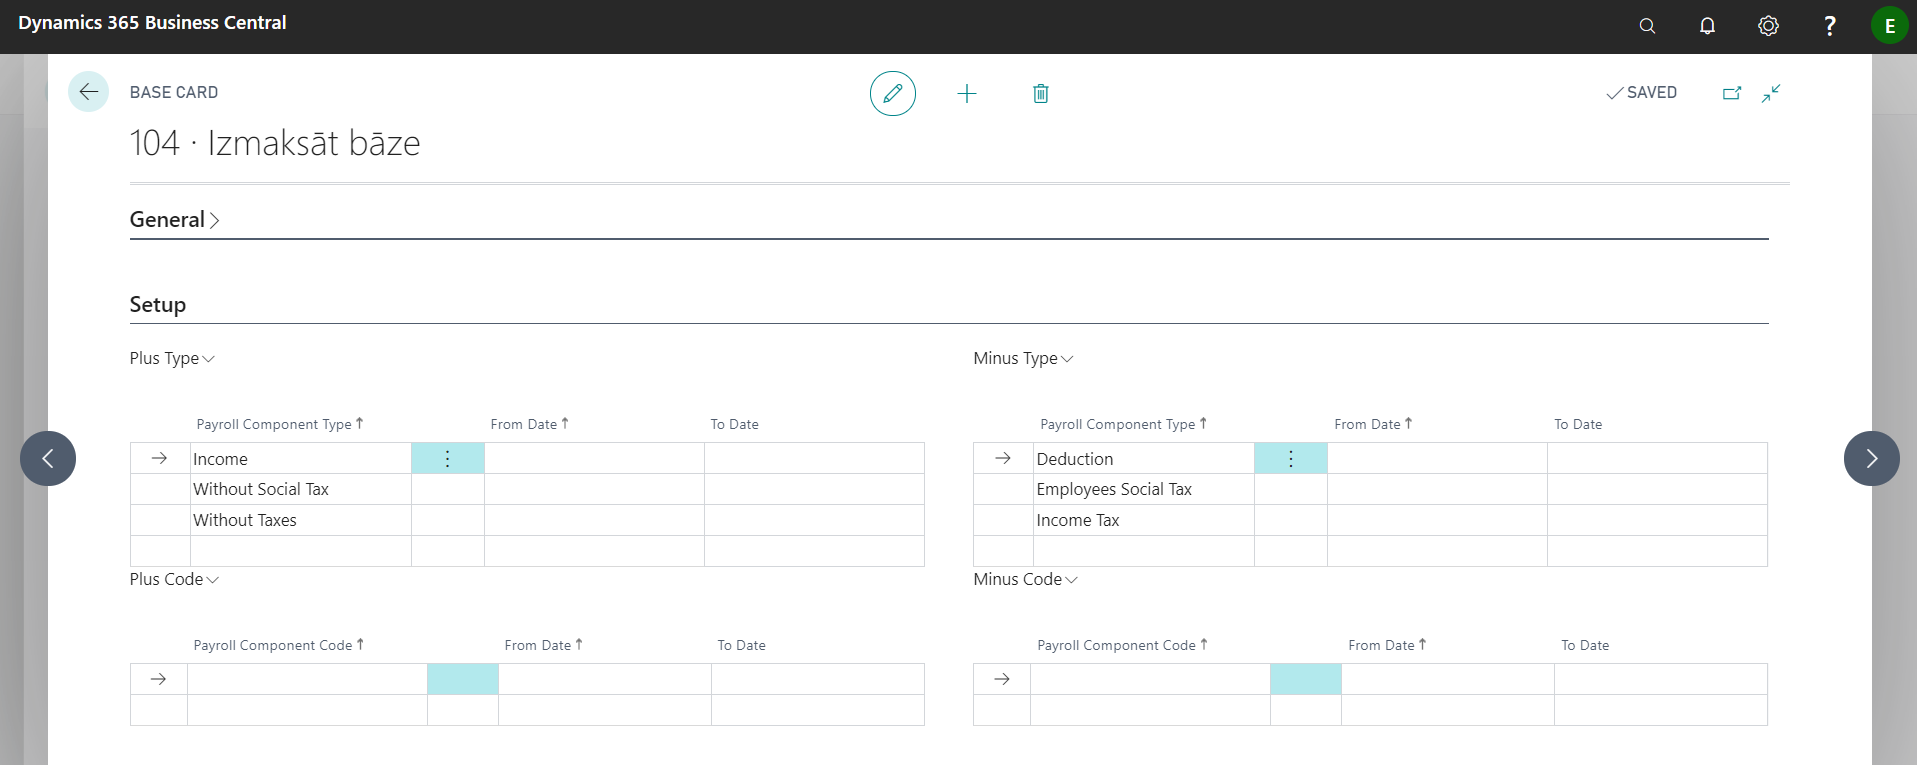 Dynamics 365 Business Central
? E
BASE CARD
SAVED
104 · Izmaksāt bāze
General
Setup
Plus Type
Payroll Component Type ↑ From Date ↑ To Date
Income
Without Social Tax
Without Taxes
Minus Type
Payroll Component Type ↑ From Date ↑ To Date
Deduction
Employees Social Tax
Income Tax
Plus Code
Payroll Component Code ↑ From Date ↑ To Date
Minus Code
Payroll Component Code ↑ From Date ↑ To Date